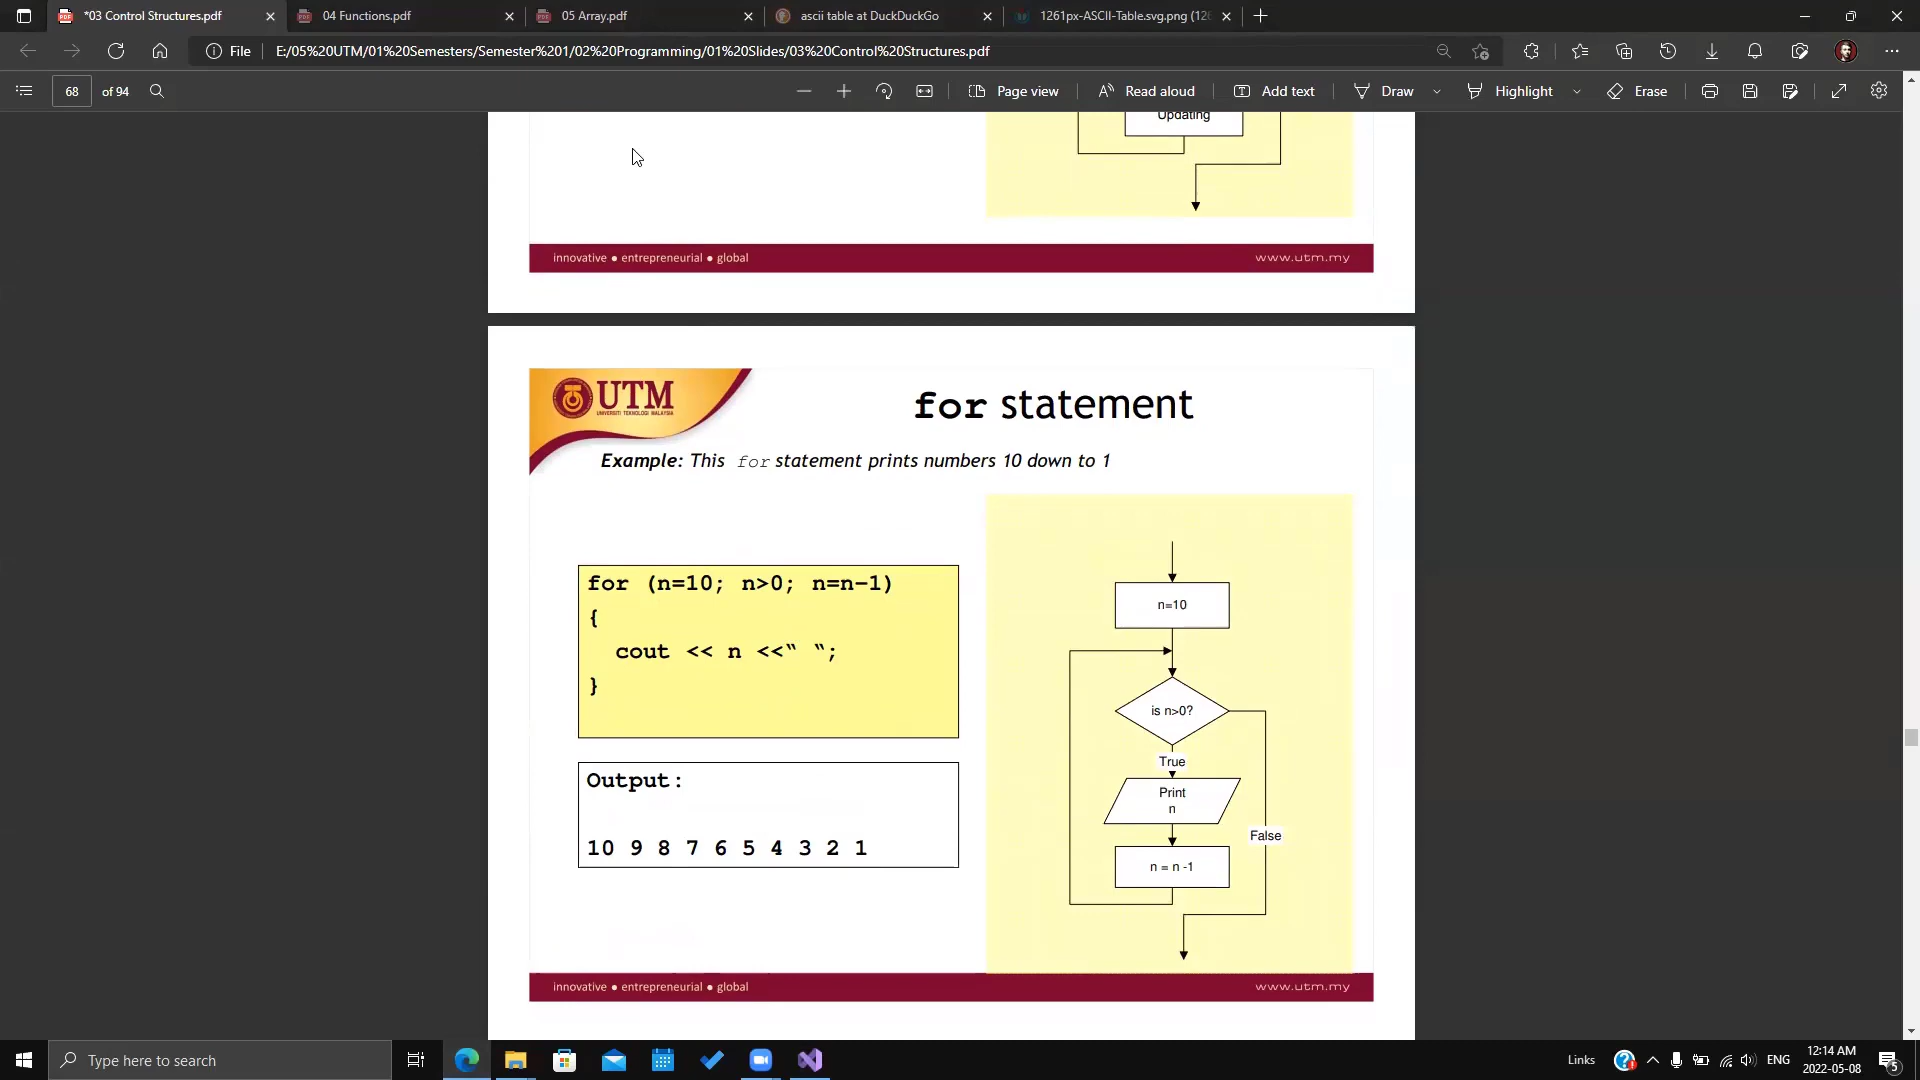 *03 Control Structures.pdf
04 Functions.pdf
05 Array.pdf
ascii table at DuckDuckGo
1261px-ASCII-Table.svg.png (126
File
E:/05%20UTM/01%20Semesters/Semester%201/02%20Programming/01%20Slides/03%20Control%20Structures.pdf
68
of 94
Page view
Read aloud
Add text
Draw
Highlight
Erase
Updating
innovative ● entrepreneurial ● global
www.utm.my
UTM
UNIVERSITI TEKNOLOGI MALAYSIA
for statement
Example: This for statement prints numbers 10 down to 1
for (n=10; n>0; n=n-1)
{
cout << n <<“ “;
}
Output:
10 9 8 7 6 5 4 3 2 1
n=10
is n>0?
True
Print
n
False
n = n -1
innovative ● entrepreneurial ● global
www.utm.my
Type here to search
Links
ENG
12:14 AM
2022-05-08
5